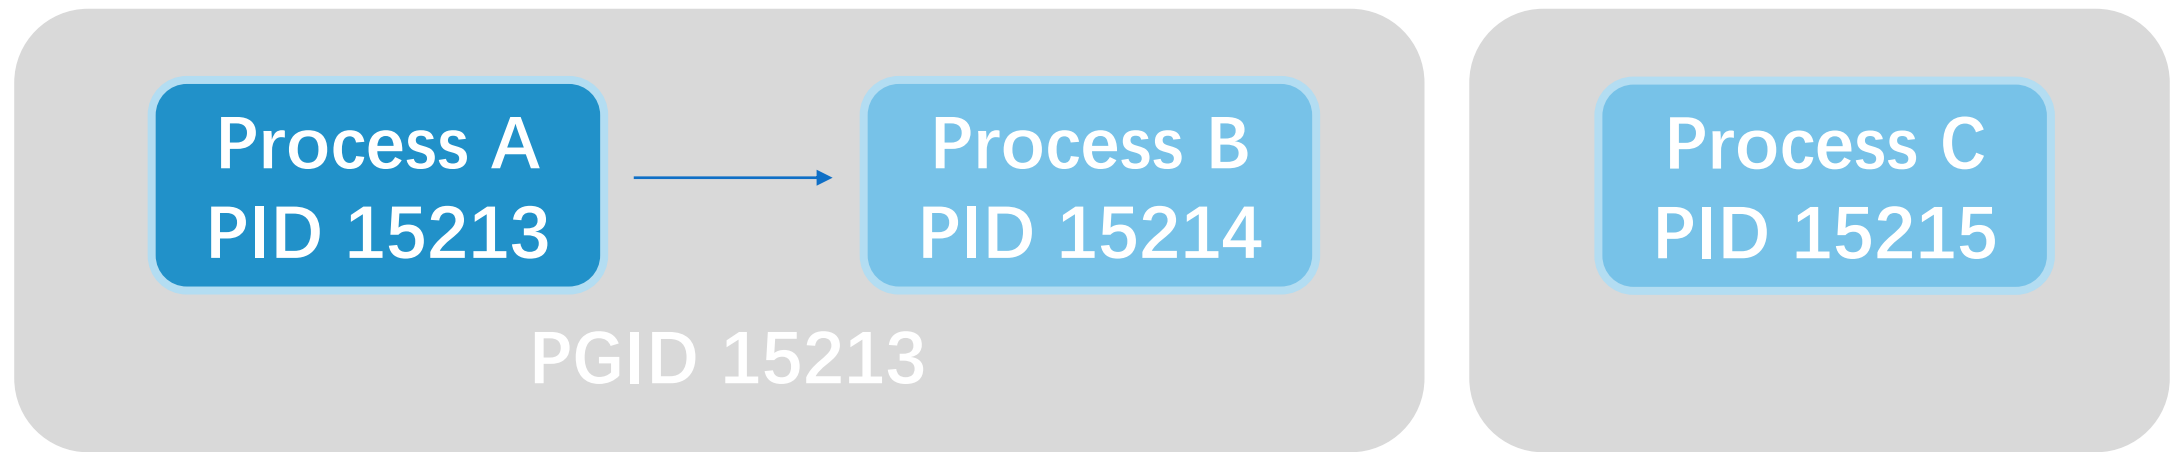 Process A
PID 15213
Process B
PID 15214
PGID 15213
Process C
PID 15215